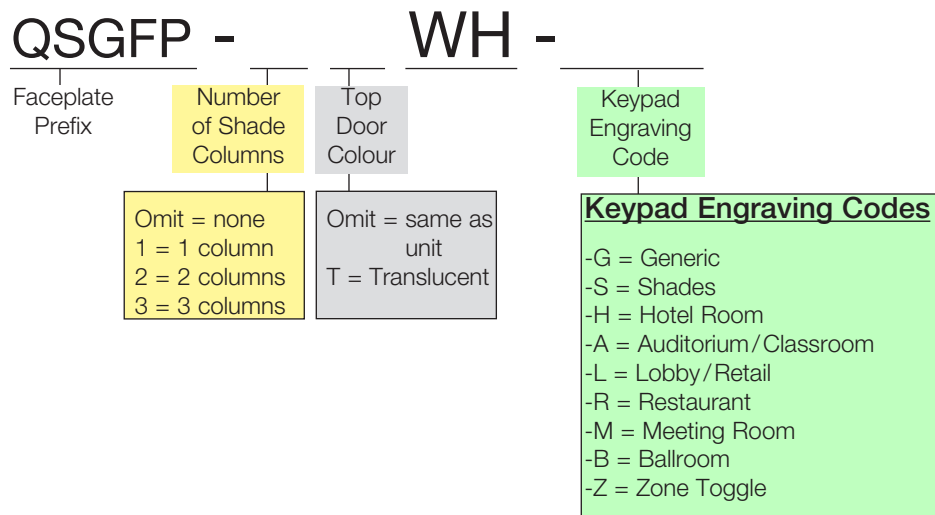 QSGFP - _ _ WH - _
Faceplate
Prefix
Number
of Shade
Columns
Top
Door
Colour
Keypad
Engraving
Code
Omit = none
1 = 1 column
2 = 2 columns
3 = 3 columns
Omit = same as
unit
T = Translucent
Keypad Engraving Codes
-G = Generic
-S = Shades
-H = Hotel Room
-A = Auditorium/Classroom
-L = Lobby/Retail
-R = Restaurant
-M = Meeting Room
-B = Ballroom
-Z = Zone Toggle